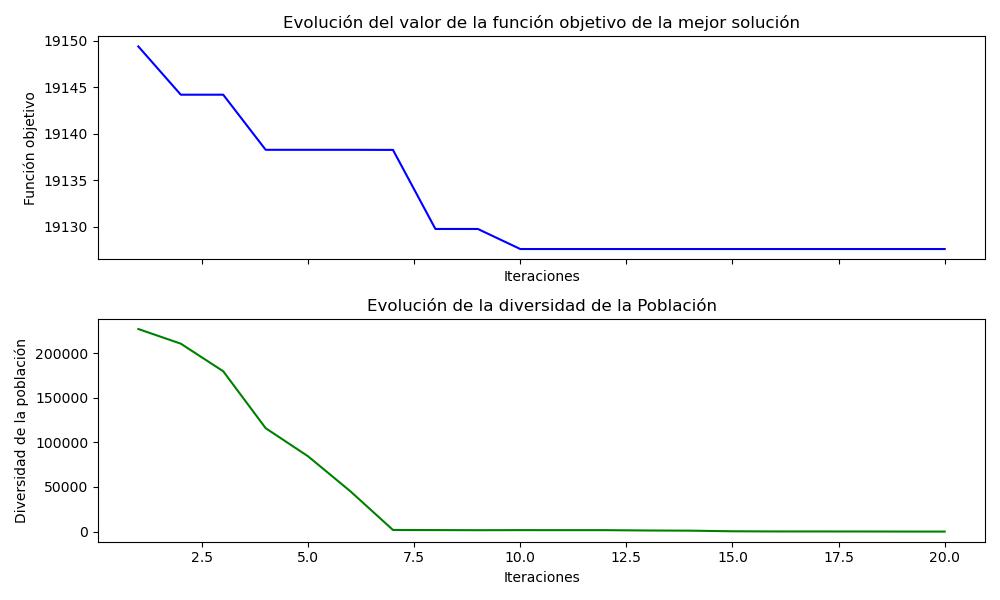 Evolución del valor de la función objetivo de la mejor solución
19150
19145
19140
19135
19130
Función objetivo
Iteraciones
Evolución de la diversidad de la Población
200000
150000
100000
50000
0
Diversidad de la población
2.5 5.0 7.5 10.0 12.5 15.0 17.5 20.0
Iteraciones